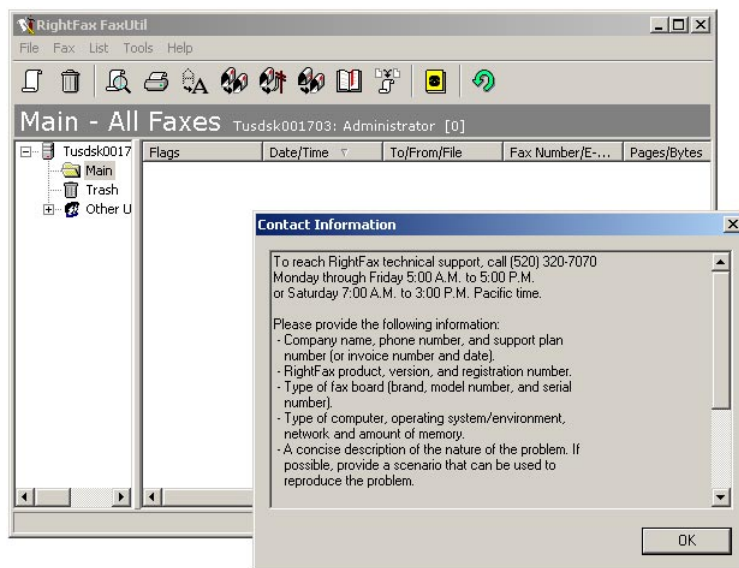 RightFax FaxUtil
File Fax List Tools Help
Main - All Faxes Tusdsk001703: Administrator [0]
Tusdsk0017
Main
Trash
Other U
Flags Date/Time To/From/File Fax Number/E-... Pages/Bytes
Contact Information
To reach RightFax technical support, call (520) 320-7070
Monday through Friday 5:00 A.M. to 5:00 P.M.
or Saturday 7:00 A.M. to 3:00 P.M. Pacific time.
Please provide the following information:
- Company name, phone number, and support plan
number (or invoice number and date).
- RightFax product, version, and registration number.
- Type of fax board (brand, model number, and serial
number).
- Type of computer, operating system/environment,
network and amount of memory.
- A concise description of the nature of the problem. If
possible, provide a scenario that can be used to
reproduce the problem.
OK